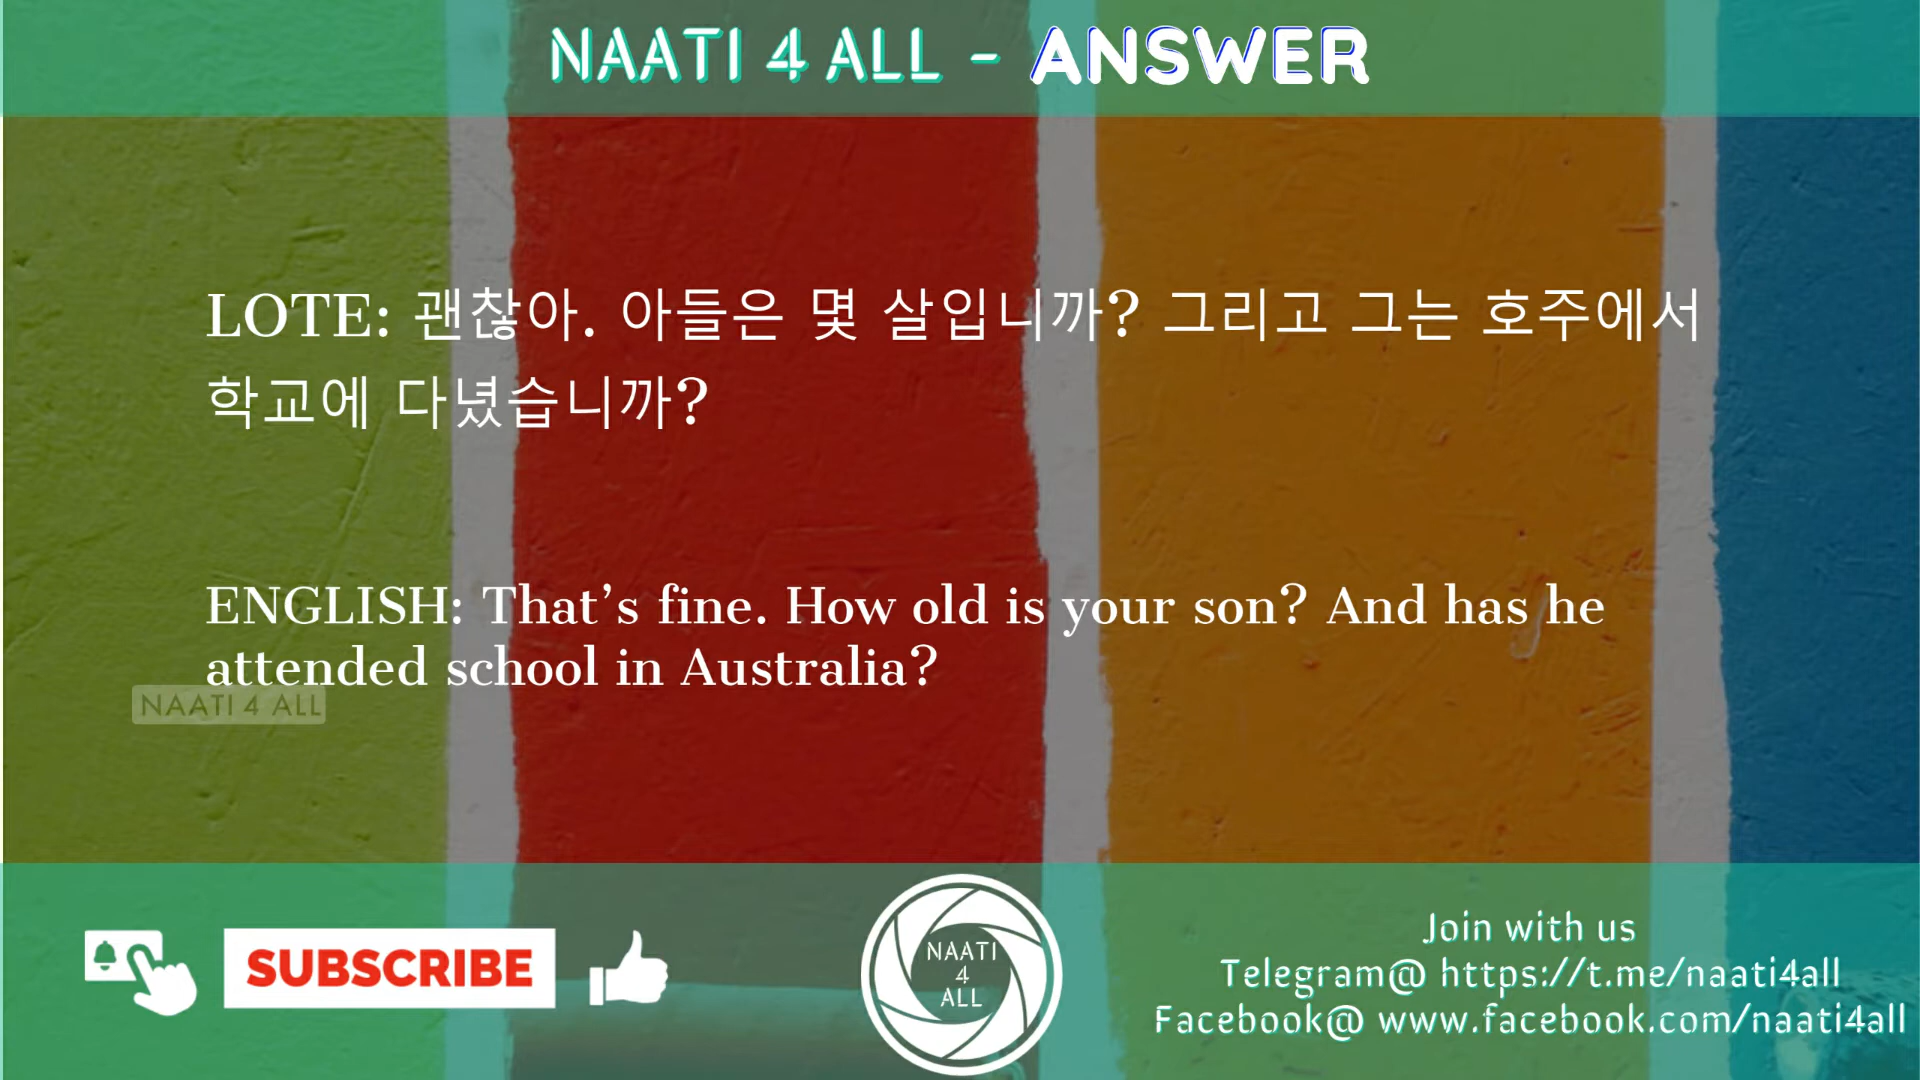 NAATI 4 ALL - ANSWER
LOTE: 괜찮아. 아들은 몇 살입니까? 그리고 그는 호주에서
학교에 다녔습니까?
ENGLISH: That’s fine. How old is your son? And has he
attended school in Australia?
NAATI 4 ALL
SUBSCRIBE
NAATI
4
ALL
Join with us
Telegram@ https://t.me/naati4all
Facebook@ www.facebook.com/naati4all